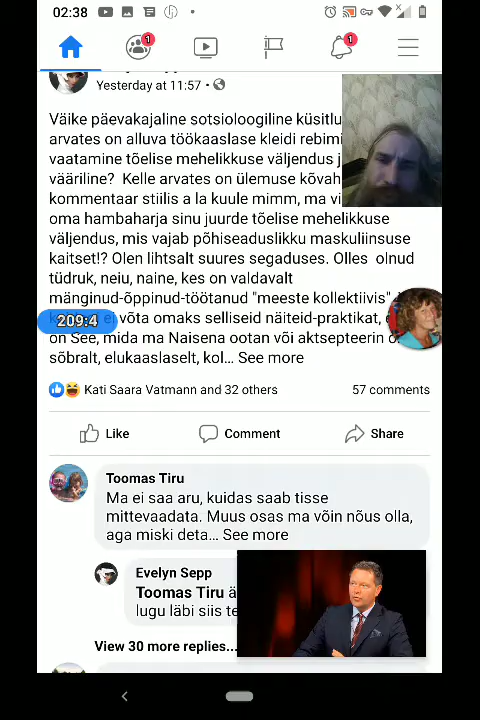 02:38
1
1
Yesterday at 11:57
Väike päevakajaline sotsioloogiline
arvates on alluva töökaaslase kleidi
vaatamine tõelise mehelikkuse väljendus
vääriline? Kelle arvates on ülemuse
kommentaar stiilis a la kuule mimm, ma
oma hambaharja sinu juurde tõelise mehelikkuse
väljendus, mis vajab põhiseaduslikku maskuliinsuse
kaitset!? Olen lihtsalt suures segaduses. Olles olnud
tüdruk, neiu, naine, kes on valdavalt
mänginud-õppinud-töötanud "meeste kollektiivis",
209:4 võta omaks selliseid näiteid-praktikat,
on See, mida ma Naisena ootan või aktsepteerin
sõbralt, elukaaslaselt, kol... See more
Kati Saara Vatmann and 32 others 57 comments
Like Comment Share
Toomas Tiru
Ma ei saa aru, kuidas saab tisse
mittevaadata. Muus osas ma võin nõus olla,
aga miski deta... See more
Evelyn Sepp
Toomas Tiru
lugu läbi siis
View 30 more replies...